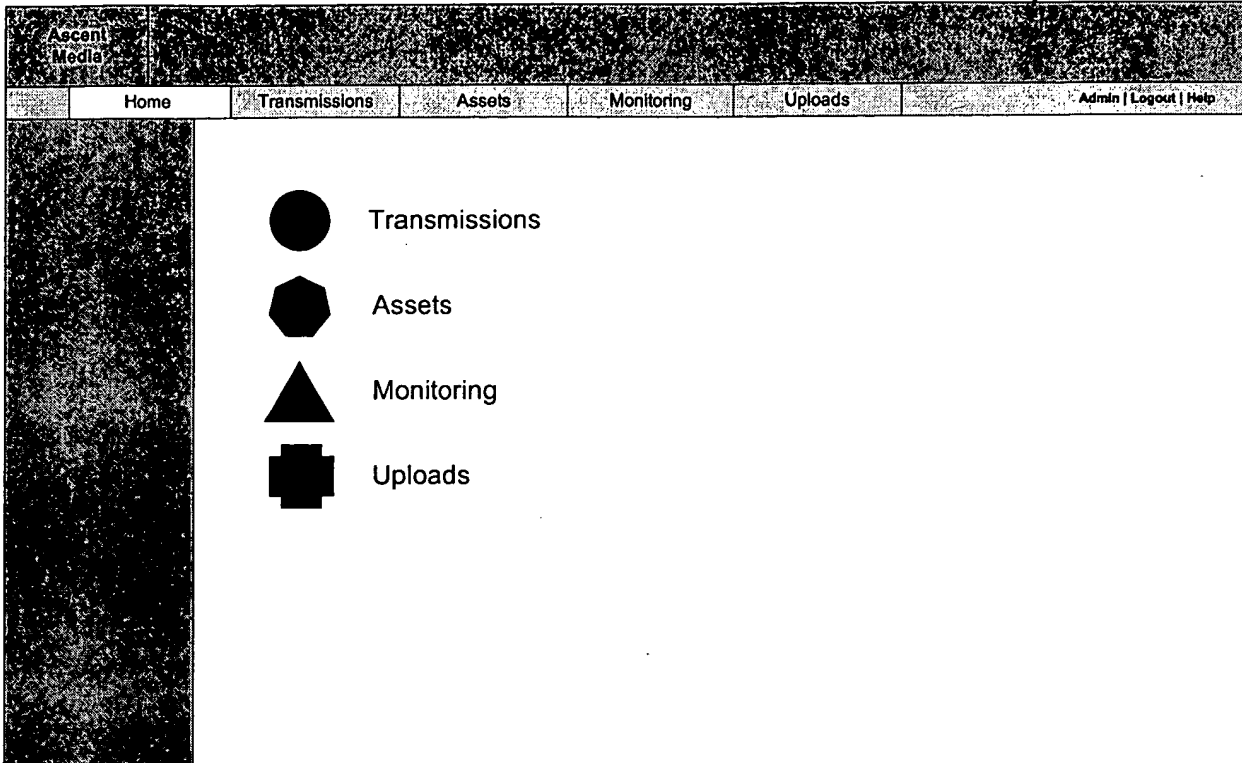 Ascent
Media
Home Transmissions Assets Monitoring Uploads Admin | Logout | Help
Transmissions
Assets
Monitoring
Uploads